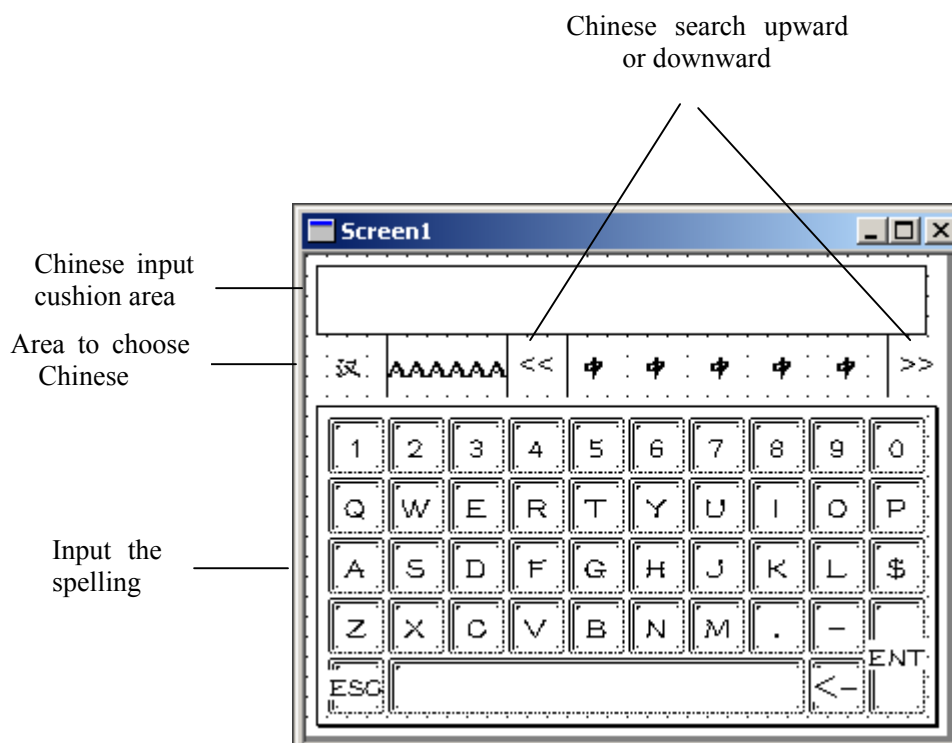 Chinese search upward
or downward
Screen1
Chinese input
cushion area
Area to choose
Chinese
汉 AAAAAA << 中 中 中 中 中 >>
1 2 3 4 5 6 7 8 9 0
Q W E R T Y U I O P
Input the
spelling
A S D F G H J K L $
Z X C V B N M . - ENT
ESC <-